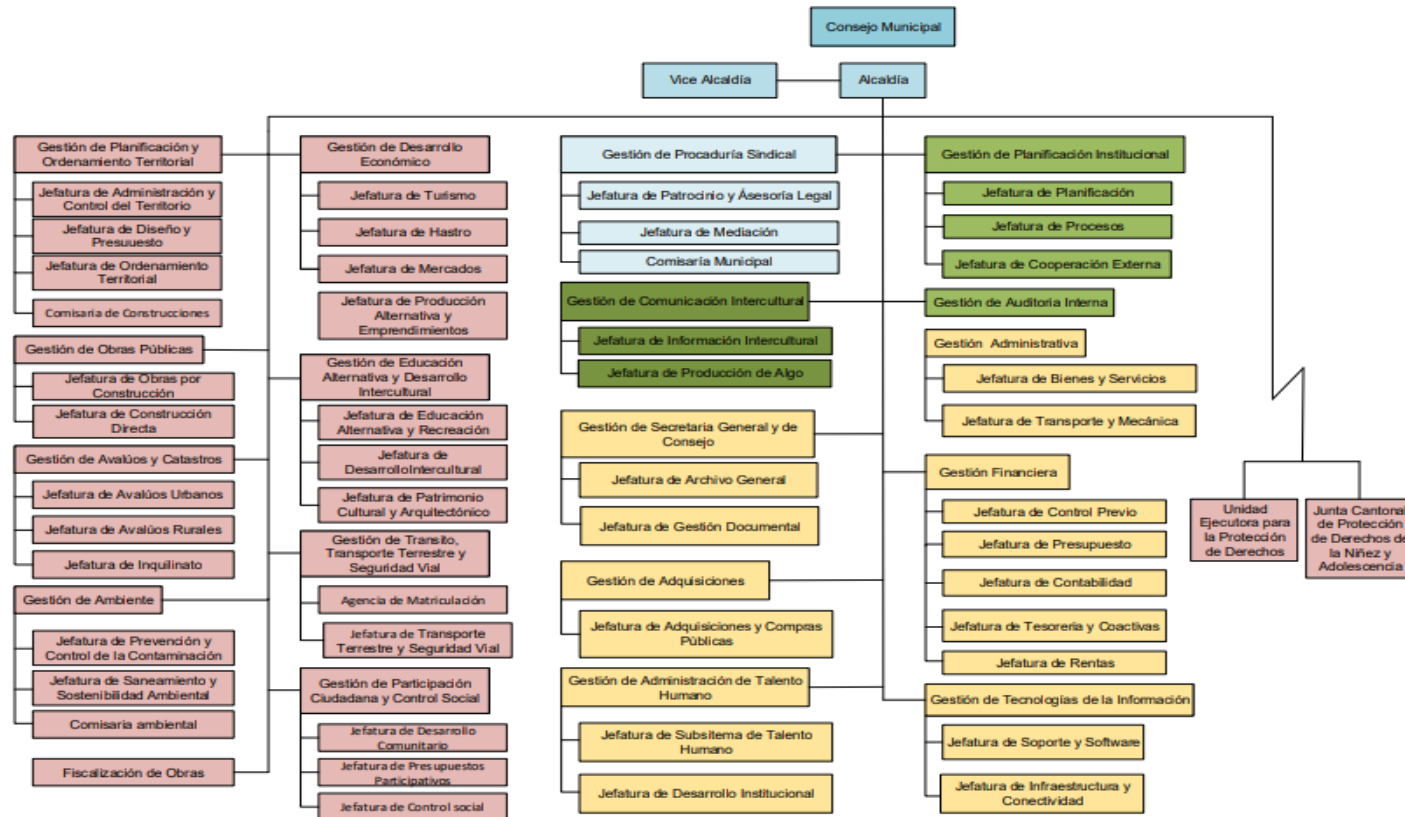 Consejo Municipal
Vice Alcaldía
Alcaldía
Gestión de Planificación y
Ordenamiento Territorial
Jefatura de Administración y
Control del Territorio
Jefatura de Diseño y
Presuuesto
Jefatura de Ordenamiento
Territorial
Comisaria de Construcciones
Gestión de Obras Públicas
Jefatura de Obras por
Construcción
Jefatura de Construcción
Directa
Gestión de Avalúos y Catastros
Jefatura de Avalúos Urbanos
Jefatura de Avalúos Rurales
Jefatura de Inquilinato
Gestión de Ambiente
Jefatura de Prevención y
Control de la Contaminación
Jefatura de Saneamiento y
Sostenibilidad Ambiental
Comisaria ambiental
Fiscalización de Obras
Gestión de Desarrollo
Económico
Jefatura de Turismo
Jefatura de Hastro
Jefatura de Mercados
Jefatura de Producción
Alternativa y
Emprendimientos
Gestión de Educación
Alternativa y Desarrollo
Intercultural
Jefatura de Educación
Alternativa y Recreación
Jefatura de
DesarrolloIntercultural
Jefatura de Patrimonio
Cultural y Arquitectónico
Gestión de Transito,
Transporte Terrestre y
Seguridad Vial
Agencia de Matriculación
Jefatura de Transporte
Terrestre y Seguridad Vial
Gestión de Participación
Ciudadana y Control Social
Jefatura de Desarrollo
Comunitario
Jefatura de Presupuestos
Participativos
Jefatura de Control social
Gestión de Procaduría Sindical
Jefatura de Patrocinio y Ásesoría Legal
Jefatura de Mediación
Comisaría Municipal
Gestión de Comunicación Intercultural
Jefatura de Información Intercultural
Jefatura de Producción de Algo
Gestión de Secretaria General y de
Consejo
Jefatura de Archivo General
Jefatura de Gestión Documental
Gestión de Adquisiciones
Jefatura de Adquisiciones y Compras
Públicas
Gestión de Administración de Talento
Humano
Jefatura de Subsitema de Talento
Humano
Jefatura de Desarrollo Institucional
Gestión de Planificación Institucional
Jefatura de Planificación
Jefatura de Procesos
Jefatura de Cooperación Externa
Gestión de Auditoria Interna
Gestión Administrativa
Jefatura de Bienes y Servicios
Jefatura de Transporte y Mecánica
Gestión Financiera
Jefatura de Control Previo
Jefatura de Presupuesto
Jefatura de Contabilidad
Jefatura de Tesorería y Coactivas
Jefatura de Rentas
Gestión de Tecnologías de la Información
Jefatura de Soporte y Software
Jefatura de Infraestructura y
Conectividad
Unidad
Ejecutora para
la Protección
de Derechos
Junta Cantonal
de Protección
de Derechos de
la Niñez y
Adolescencia